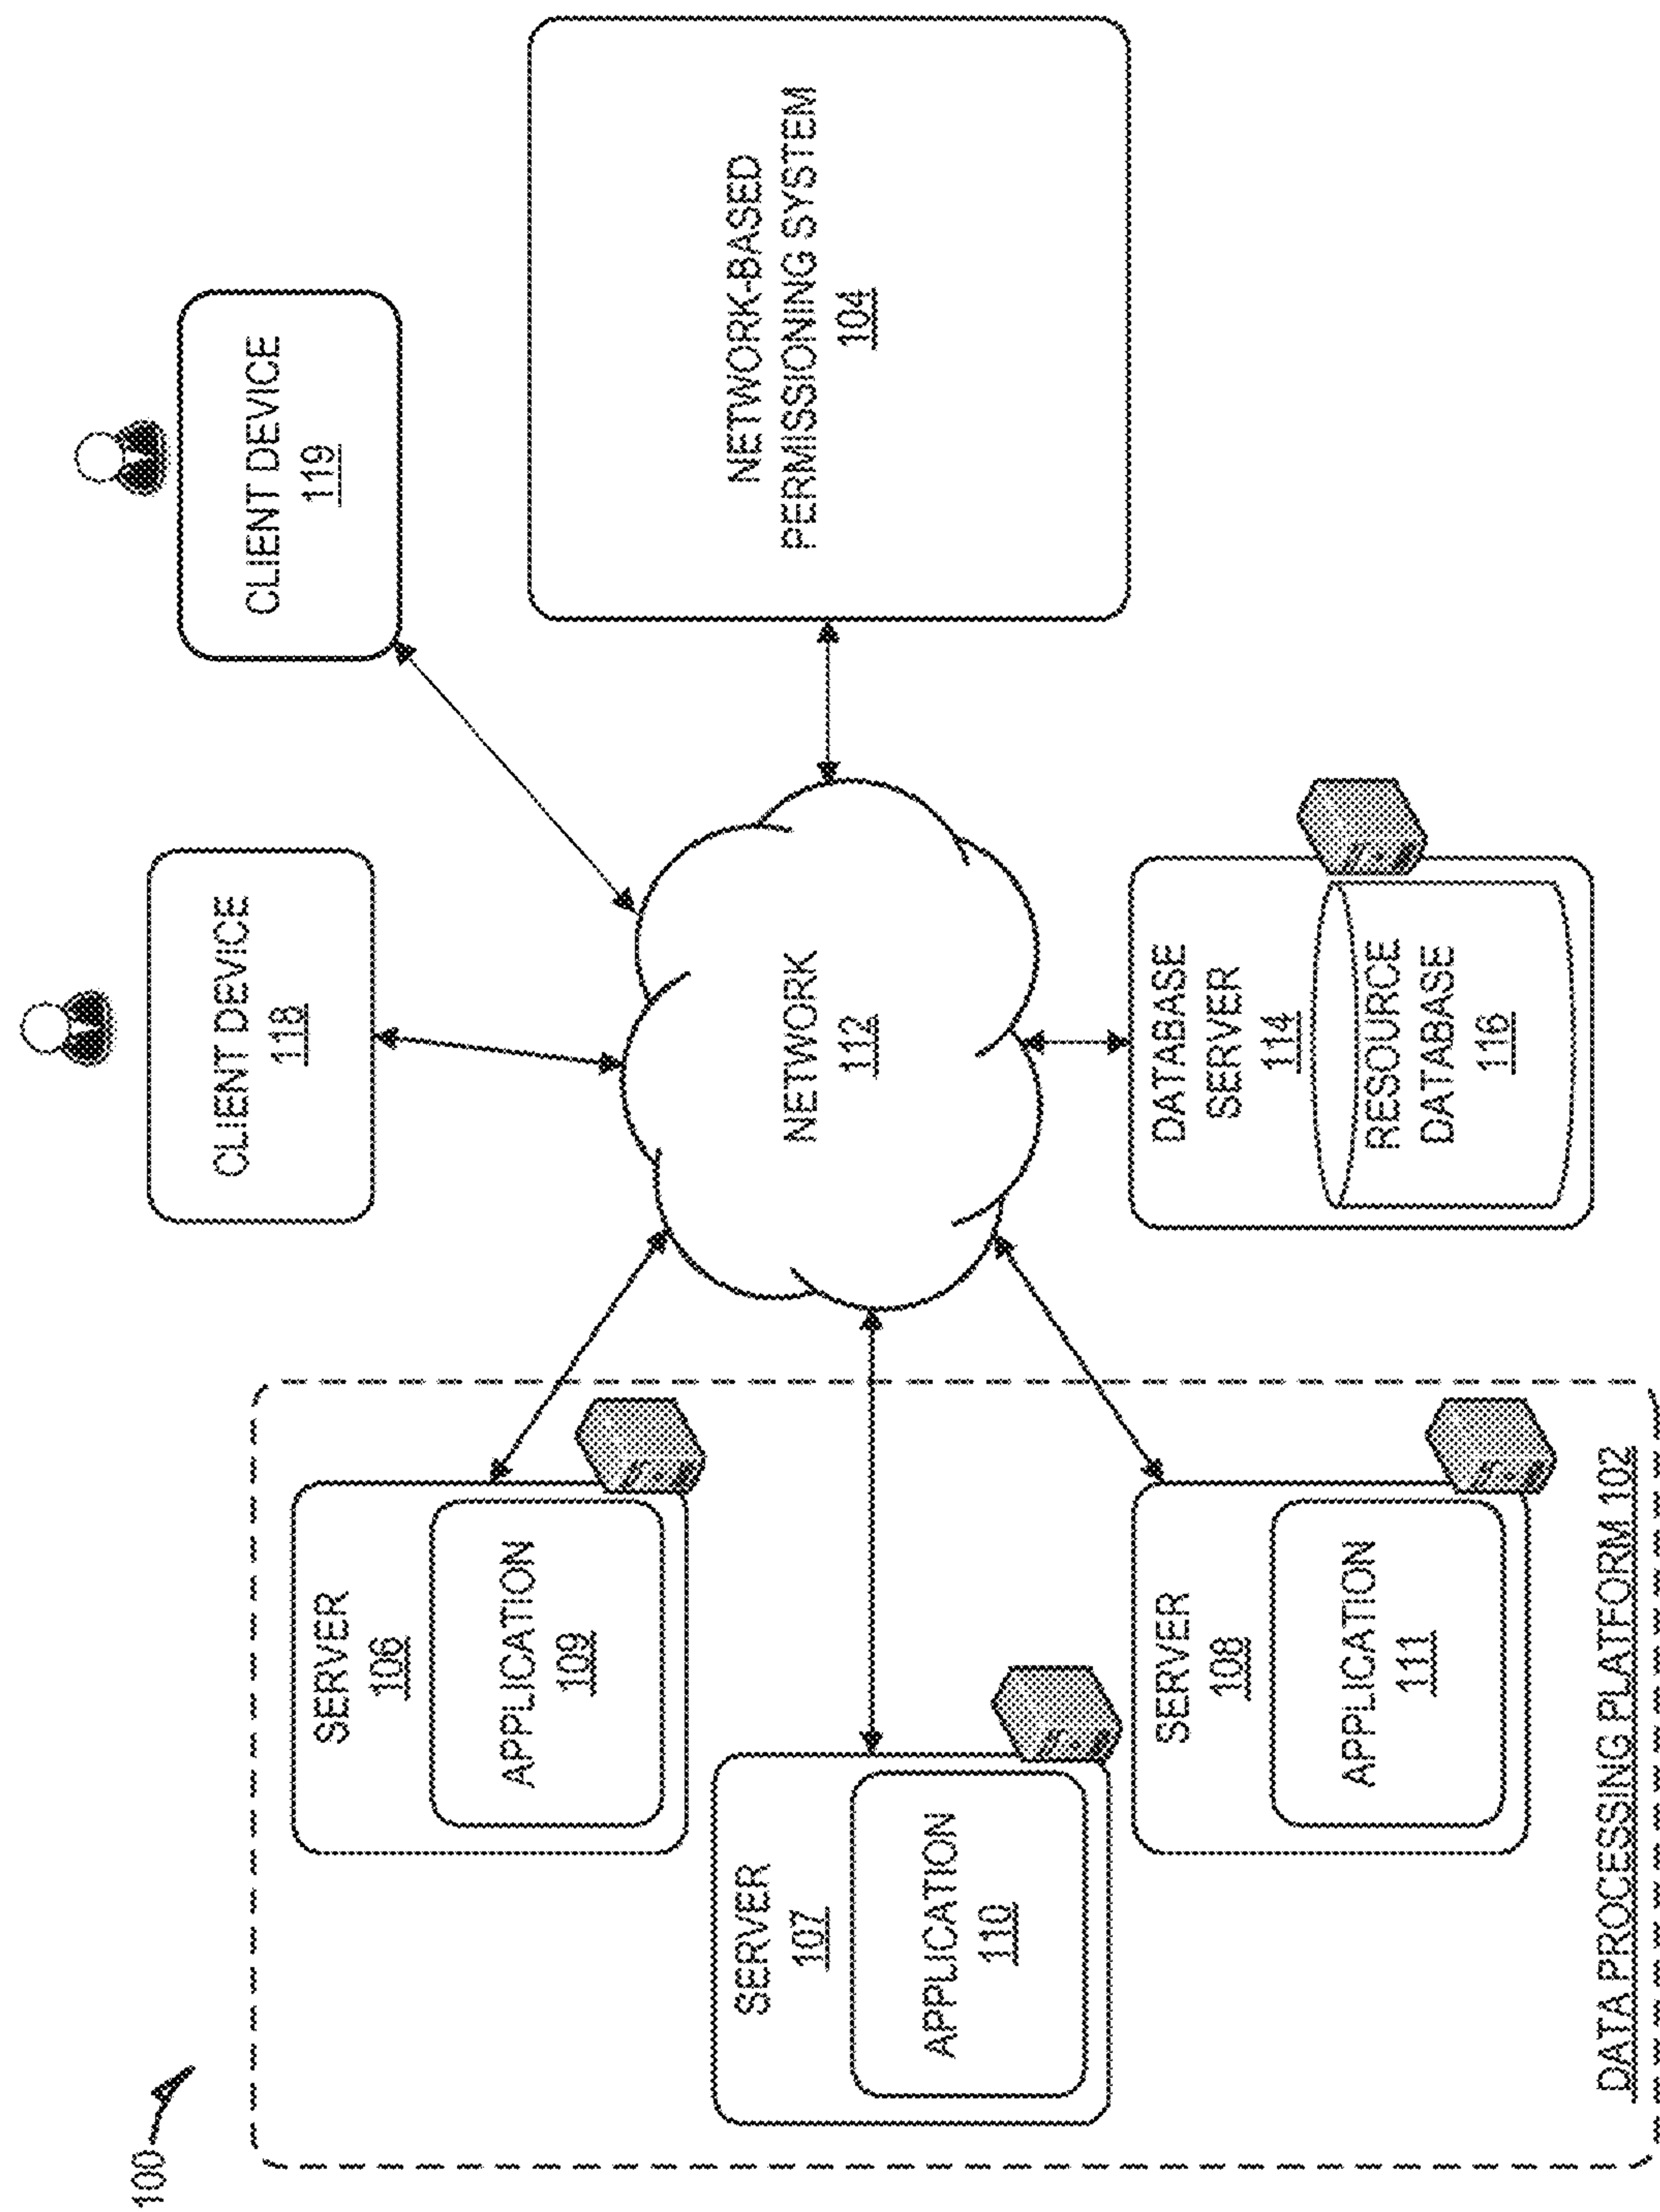 100
CLIENT DEVICE
118
CLIENT DEVICE
119
SERVER
106
APPLICATION
109
SERVER
107
APPLICATION
110
SERVER
108
APPLICATION
111
DATA PROCESSING PLATFORM 102
NETWORK
112
NETWORK-BASED
PERMISSIONING SYSTEM
104
DATABASE
SERVER
114
RESOURCE
DATABASE
116